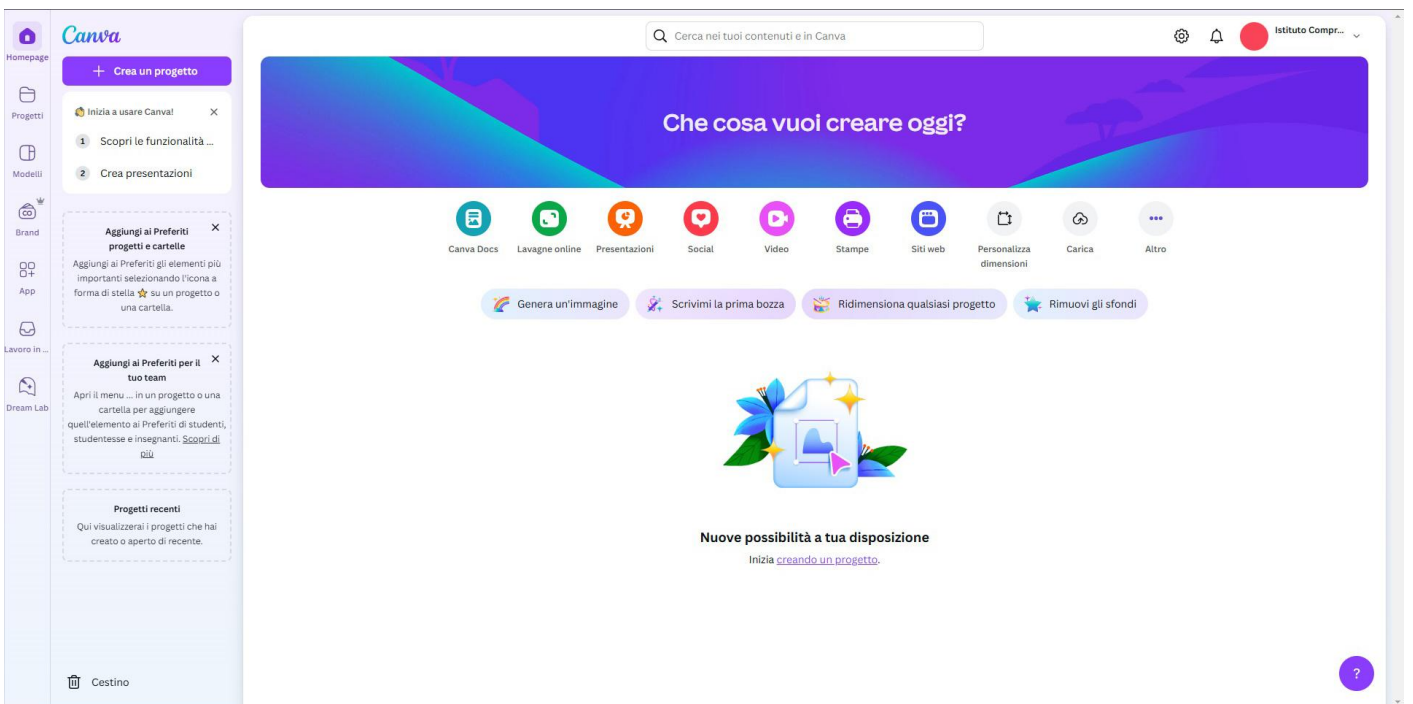 Canva
Cerca nei tuoi contenuti e in Canva
Istituto Compr...
Homepage
Progetti
Modelli
Brand
App
Lavoro in ...
Dream Lab
+ Crea un progetto
Inizia a usare Canva!
1 Scopri le funzionalità ...
2 Crea presentazioni
Aggiungi ai Preferiti
progetti e cartelle
Aggiungi ai Preferiti gli elementi più
importanti selezionando l'icona a
forma di stella ⭐ su un progetto o
una cartella.
Aggiungi ai Preferiti per il
tuo team
Apri il menu ... in un progetto o una
cartella per aggiungere
quell'elemento ai Preferiti di studenti,
studentesse e insegnanti. Scopri di
più
Progetti recenti
Qui visualizzerai i progetti che hai
creato o aperto di recente.
Cestino
Che cosa vuoi creare oggi?
Canva Docs
Lavagne online
Presentazioni
Social
Video
Stampe
Siti web
Personalizza
dimensioni
Carica
Altro
Genera un'immagine
Scrivimi la prima bozza
Ridimensiona qualsiasi progetto
Rimuovi gli sfondi
Nuove possibilità a tua disposizione
Inizia creando un progetto.
?